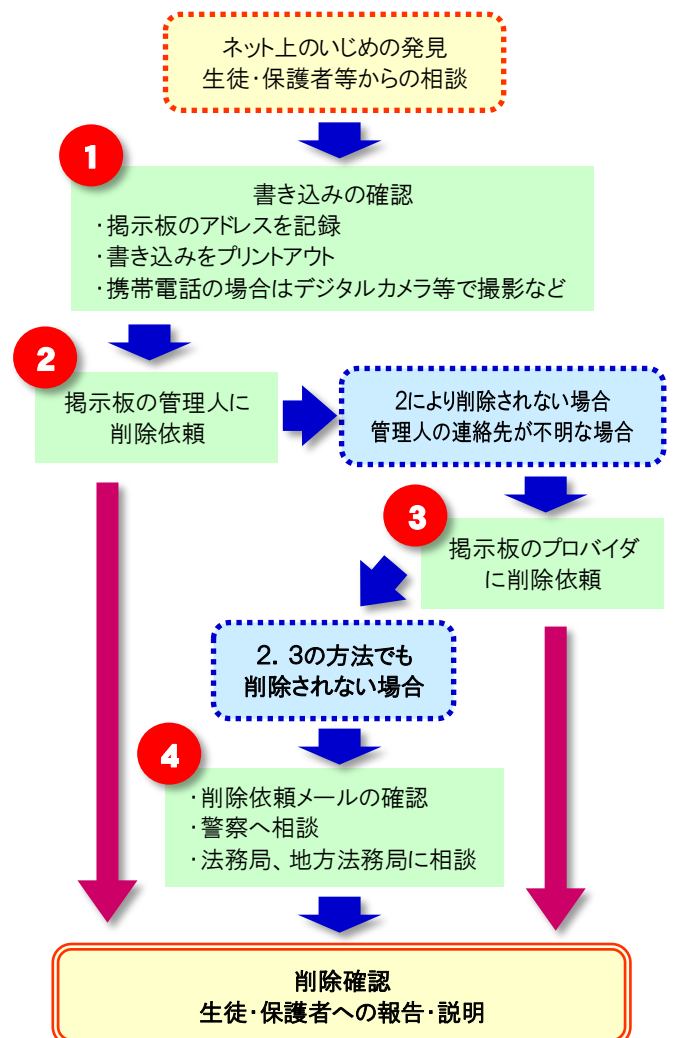 ネット上のいじめの発見
生徒・保護者等からの相談
1
書き込みの確認
・掲示板のアドレスを記録
・書き込みをプリントアウト
・携帯電話の場合はデジタルカメラ等で撮影など
2
掲示板の管理人に
削除依頼
2により削除されない場合
管理人の連絡先が不明な場合
3
掲示板のプロバイダ
に削除依頼
2．3の方法でも
削除されない場合
4
・削除依頼メールの確認
・警察へ相談
・法務局、地方法務局に相談
削除確認
生徒・保護者への報告・説明